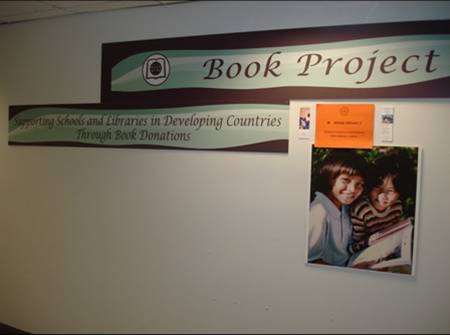 Book Project
Supporting Schools and Libraries in Developing Countries
Through Book Donations
BOOK PROJECT